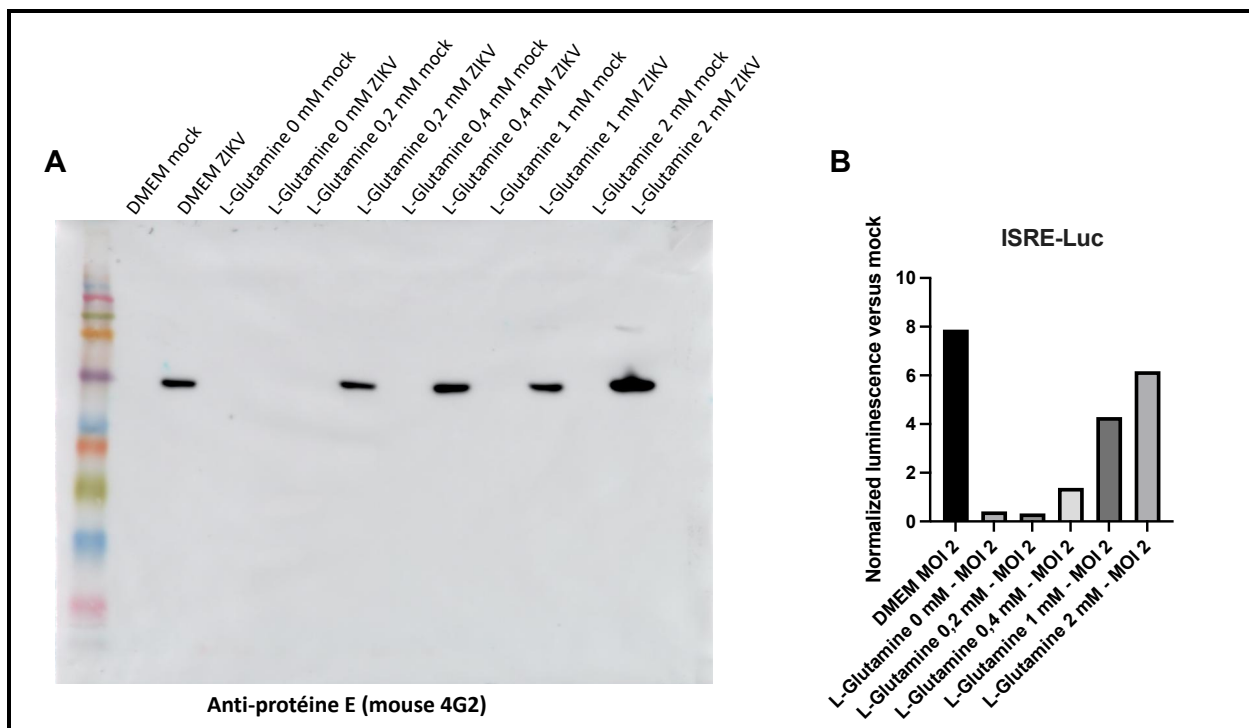 A
DMEM mock
DMEM ZIKV
L-Glutamine 0 mM mock
L-Glutamine 0 mM ZIKV
L-Glutamine 0,2 mM mock
L-Glutamine 0,2 mM ZIKV
L-Glutamine 0,4 mM mock
L-Glutamine 0,4 mM ZIKV
L-Glutamine 1 mM mock
L-Glutamine 1 mM ZIKV
L-Glutamine 2 mM mock
L-Glutamine 2 mM ZIKV
Anti-protéine E (mouse 4G2)
B
ISRE-Luc
Normalized luminescence versus mock
10
8
6
4
2
0
DMEM MOI 2
L-Glutamine 0 mM - MOI 2
L-Glutamine 0,2 mM - MOI 2
L-Glutamine 0,4 mM - MOI 2
L-Glutamine 1 mM - MOI 2
L-Glutamine 2 mM - MOI 2